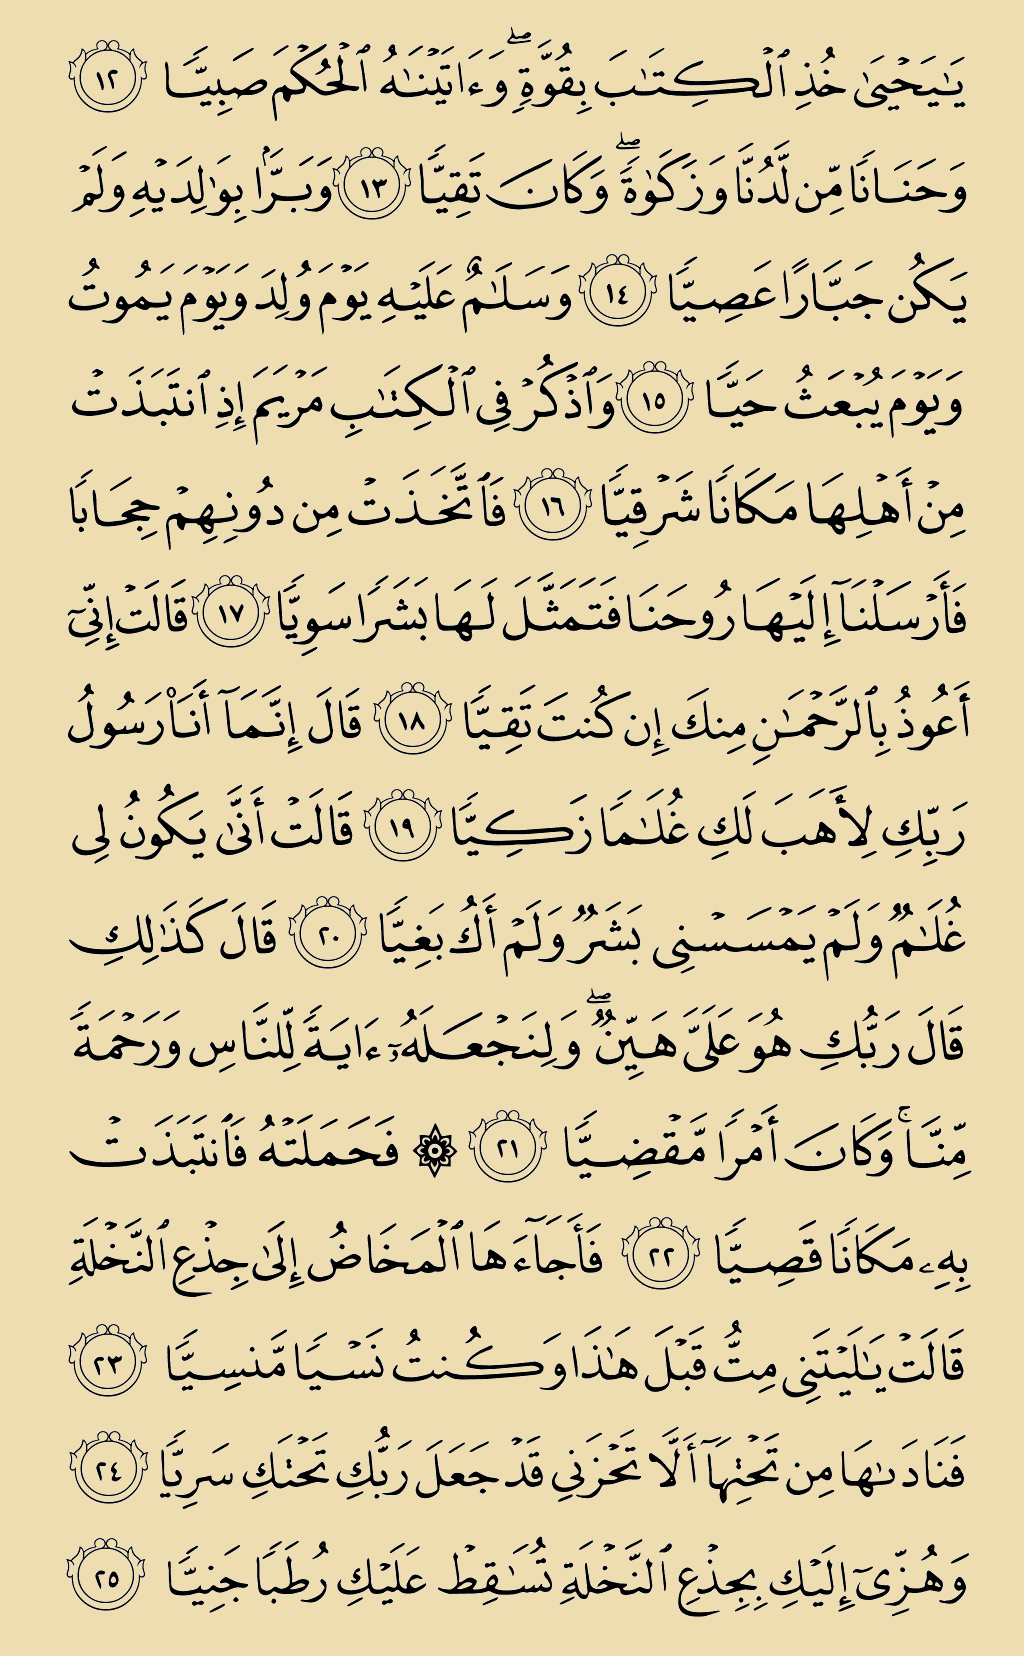 يَـٰيَحْيَىٰ خُذِ ٱلْكِتَـٰبَ بِقُوَّةٍۖ وَءَاتَيْنَـٰهُ ٱلْحُكْمَ صَبِيًّا ١٢
وَحَنَانًا مِّن لَّدُنَّا وَزَكَوٰةًۖ وَكَانَ تَقِيًّا ١٣ وَبَرًّۢا بِوَٰلِدَيْهِ وَلَمْ
يَكُن جَبَّارًا عَصِيًّا ١٤ وَسَلَـٰمٌ عَلَيْهِ يَوْمَ وُلِدَ وَيَوْمَ يَمُوتُ
وَيَوْمَ يُبْعَثُ حَيًّا ١٥ وَٱذْكُرْ فِى ٱلْكِتَـٰبِ مَرْيَمَ إِذِ ٱنتَبَذَتْ
مِنْ أَهْلِهَا مَكَانًا شَرْقِيًّا ١٦ فَٱتَّخَذَتْ مِن دُونِهِمْ حِجَابًا
فَأَرْسَلْنَآ إِلَيْهَا رُوحَنَا فَتَمَثَّلَ لَهَا بَشَرًا سَوِيًّا ١٧ قَالَتْ إِنِّىٓ
أَعُوذُ بِٱلرَّحْمَـٰنِ مِنكَ إِن كُنتَ تَقِيًّا ١٨ قَالَ إِنَّمَآ أَنَا۠ رَسُولُ
رَبِّكِ لِأَهَبَ لَكِ غُلَـٰمًا زَكِيًّا ١٩ قَالَتْ أَنَّىٰ يَكُونُ لِى
غُلَـٰمٌ وَلَمْ يَمْسَسْنِى بَشَرٌ وَلَمْ أَكُ بَغِيًّا ٢٠ قَالَ كَذَٰلِكِ
قَالَ رَبُّكِ هُوَ عَلَىَّ هَيِّنٌۖ وَلِنَجْعَلَهُۥٓ ءَايَةً لِّلنَّاسِ وَرَحْمَةً
مِّنَّاۚ وَكَانَ أَمْرًا مَّقْضِيًّا ٢١ ۞ فَحَمَلَتْهُ فَٱنتَبَذَتْ
بِهِۦ مَكَانًا قَصِيًّا ٢٢ فَأَجَآءَهَا ٱلْمَخَاضُ إِلَىٰ جِذْعِ ٱلنَّخْلَةِ
قَالَتْ يَـٰلَيْتَنِى مِتُّ قَبْلَ هَـٰذَا وَكُنتُ نَسْيًا مَّنسِيًّا ٢٣
فَنَادَىٰهَا مِن تَحْتِهَآ أَلَّا تَحْزَنِى قَدْ جَعَلَ رَبُّكِ تَحْتَكِ سَرِيًّا ٢٤
وَهُزِّىٓ إِلَيْكِ بِجِذْعِ ٱلنَّخْلَةِ تُسَـٰقِطْ عَلَيْكِ رُطَبًا جَنِيًّا ٢٥